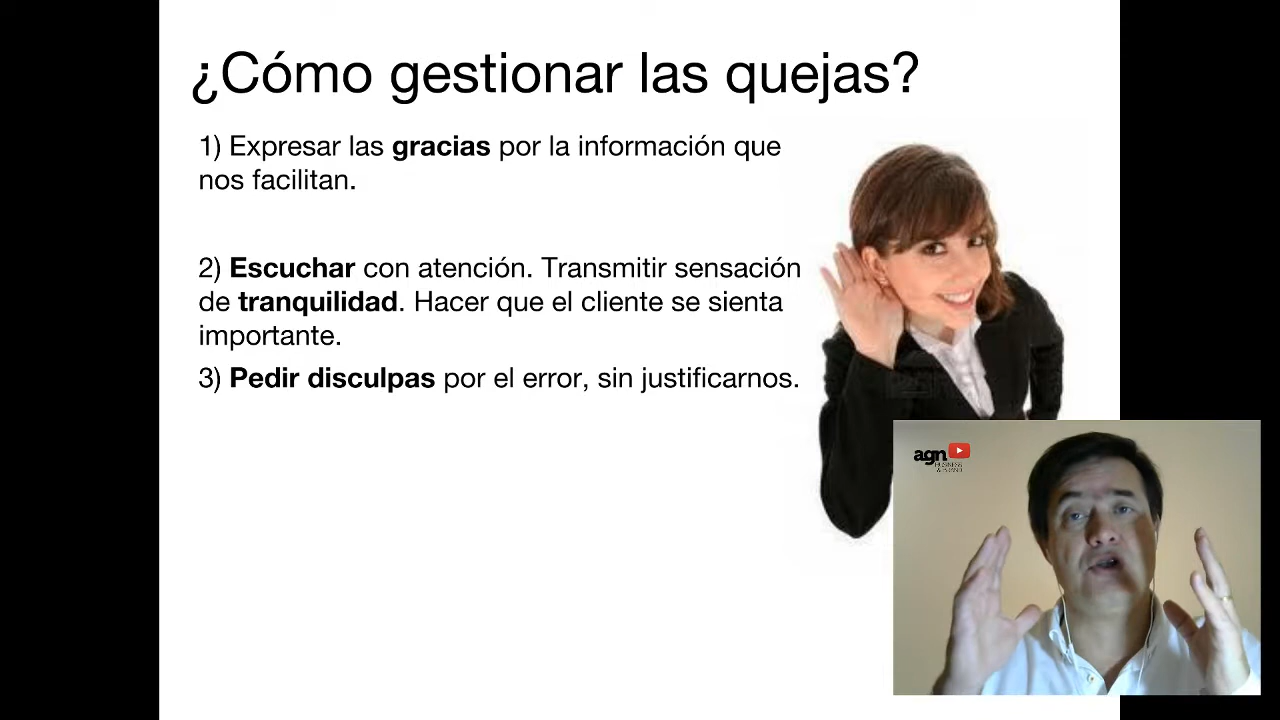 ¿Cómo gestionar las quejas?
1) Expresar las gracias por la información que
nos facilitan.
2) Escuchar con atención. Transmitir sensación
de tranquilidad. Hacer que el cliente se sienta
importante.
3) Pedir disculpas por el error, sin justificarnos.
agn
BUSINESS
& BRAND